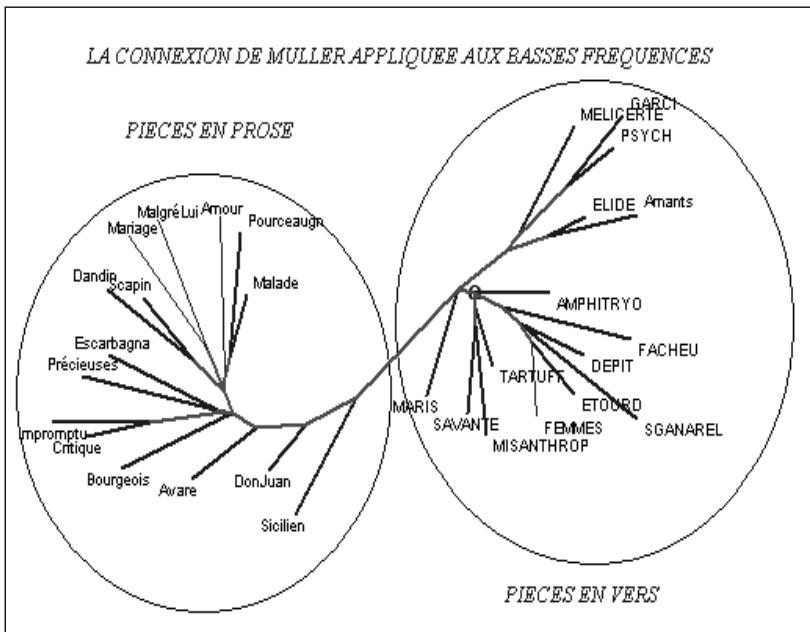 LA CONNEXION DE MULLER APPLIQUEE AUX BASSES FREQUENCES
PIECES EN PROSE
GARCI
MELICERTE
PSYCH
ELIDE
Amants
Amour
MalgréLui
Mariage
Pourceaugn
Dandin
Scapin
Malade
AMPHITRYO
Escarbagna
Précieuses
FACHEU
DEPIT
TARTUFF
ETOURD
MARIS
SAVANTE
FEMMES
SGANAREL
MISANTHROP
Impromptu
Critique
Bourgeois
Avare
DonJuan
Sicilien
PIECES EN VERS